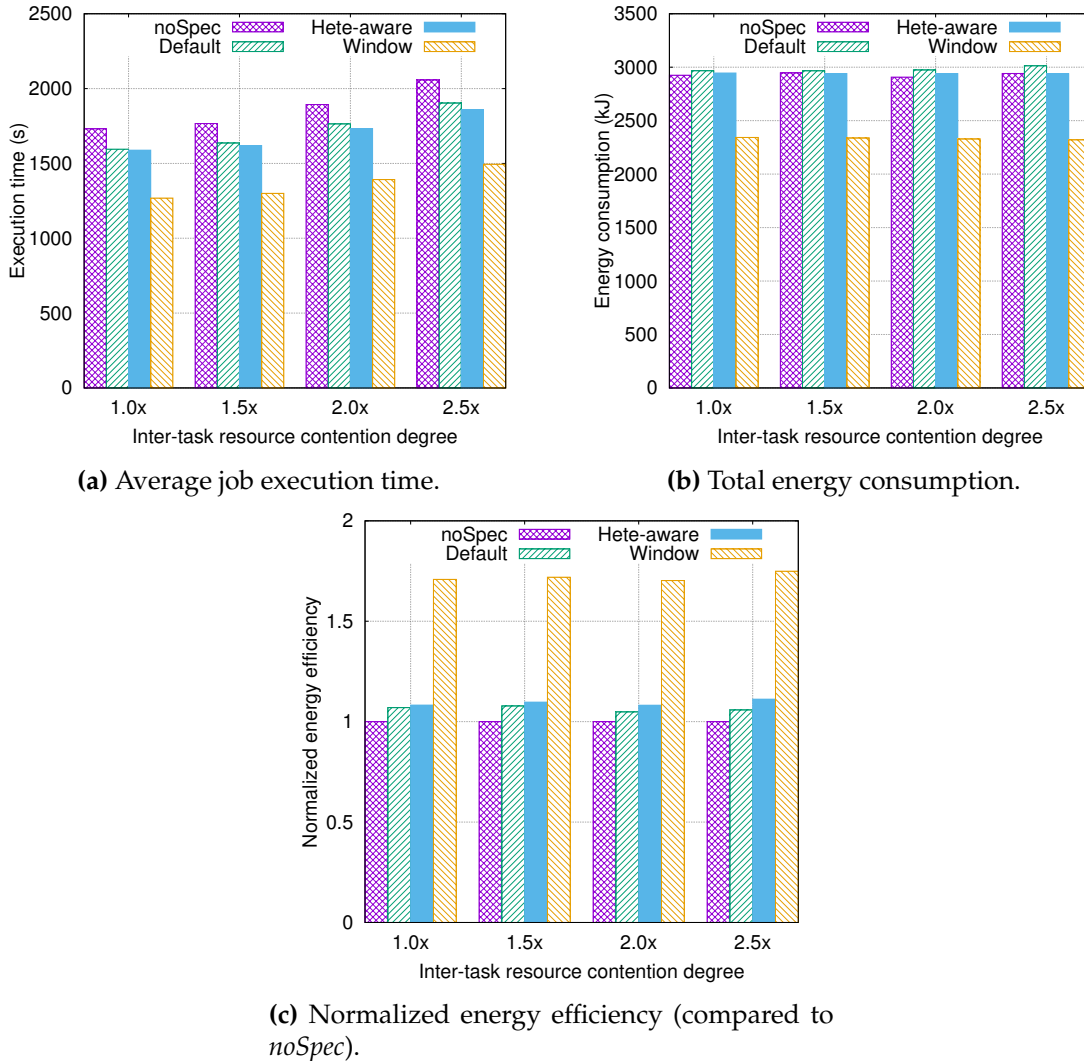 2500
2000
1500
1000
500
0
Execution time (s)
noSpec
Default
Hete-aware
Window
1.0x
1.5x
2.0x
2.5x
Inter-task resource contention degree
(a) Average job execution time.
3500
3000
2500
2000
1500
1000
500
0
Energy consumption (kJ)
noSpec
Default
Hete-aware
Window
1.0x
1.5x
2.0x
2.5x
Inter-task resource contention degree
(b) Total energy consumption.
2
1.5
1
0.5
0
Normalized energy efficiency
noSpec
Default
Hete-aware
Window
1.0x
1.5x
2.0x
2.5x
Inter-task resource contention degree
(c) Normalized energy efficiency (compared to
noSpec).